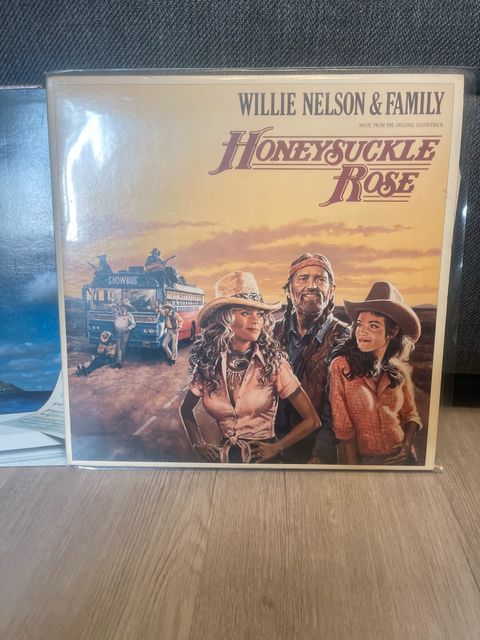 WILLIE NELSON & FAMILY
MUSIC FROM THE ORIGINAL SOUNDTRACK
HONEYSUCKLE
ROSE
SHOWBUS